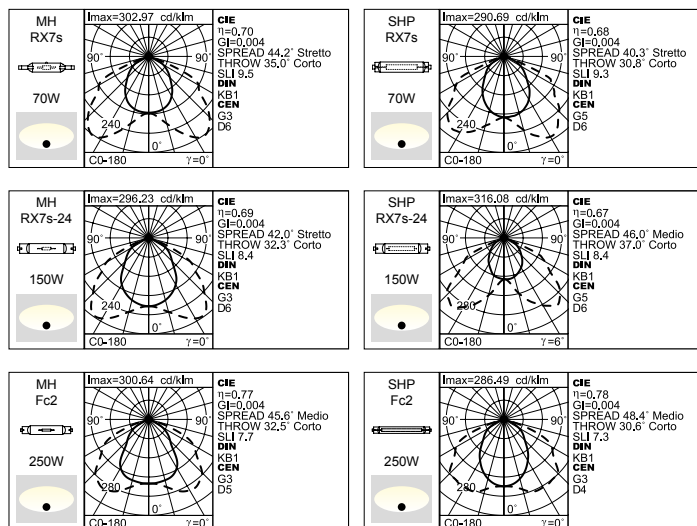 MH
RX7s
70W
Imax=302.97 cd/klm
90°
90°
240
0°
C0-180 γ=0°
CIE
η=0.70
GI=0.004
SPREAD 44.2° Stretto
THROW 35.0° Corto
SLI 9.5
DIN
KB1
CEN
G3
D6
SHP
RX7s
70W
Imax=290.69 cd/klm
90°
90°
240
0°
C0-180 γ=0°
CIE
η=0.68
GI=0.004
SPREAD 40.3° Stretto
THROW 30.8° Corto
SLI 9.3
DIN
KB1
CEN
G5
D6
MH
RX7s-24
150W
Imax=296.23 cd/klm
90°
90°
240
0°
C0-180 γ=0°
CIE
η=0.69
GI=0.004
SPREAD 42.0° Stretto
THROW 32.3° Corto
SLI 8.4
DIN
KB1
CEN
G3
D6
SHP
RX7s-24
150W
Imax=316.08 cd/klm
90°
90°
280
0°
C0-180 γ=6°
CIE
η=0.67
GI=0.004
SPREAD 46.0° Medio
THROW 37.0° Corto
SLI 8.4
DIN
KB1
CEN
G5
D6
MH
Fc2
250W
Imax=300.64 cd/klm
90°
90°
280
0°
C0-180 γ=0°
CIE
η=0.77
GI=0.004
SPREAD 45.6° Medio
THROW 32.5° Corto
SLI 7.7
DIN
KB1
CEN
G3
D5
SHP
Fc2
250W
Imax=286.49 cd/klm
90°
90°
280
0°
C0-180 γ=0°
CIE
η=0.78
GI=0.004
SPREAD 48.4° Medio
THROW 30.6° Corto
SLI 7.3
DIN
KB1
CEN
G3
D4